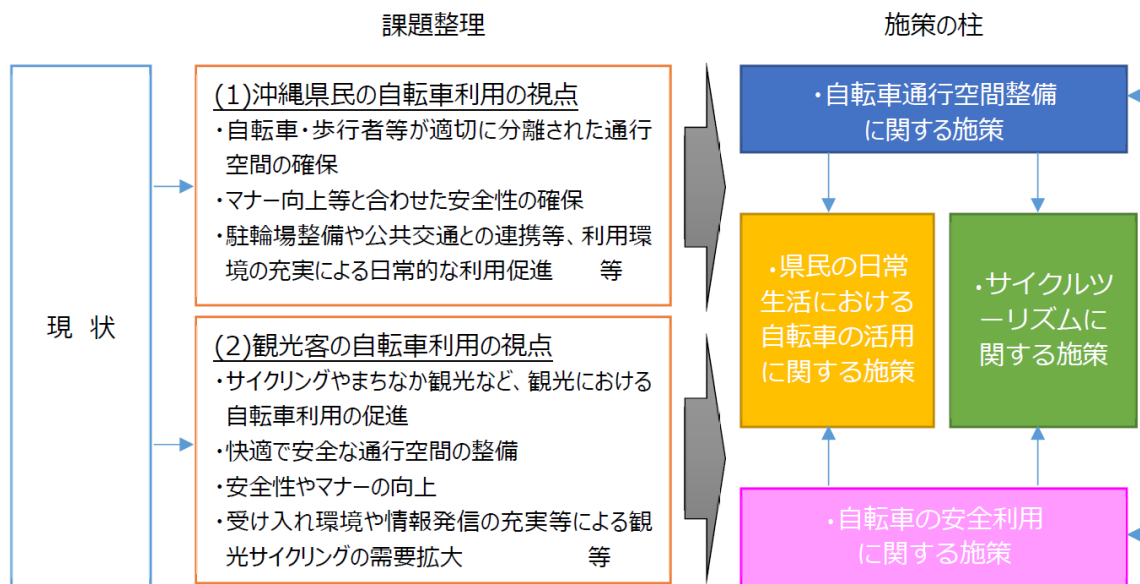 課題整理
施策の柱
現 状
(1)沖縄県民の自転車利用の視点
・自転車・歩行者等が適切に分離された通行
空間の確保
・マナー向上等と合わせた安全性の確保
・駐輪場整備や公共交通との連携等、利用環
境の充実による日常的な利用促進　　等
(2)観光客の自転車利用の視点
・サイクリングやまちなか観光など、観光における
自転車利用の促進
・快適で安全な通行空間の整備
・安全性やマナーの向上
・受け入れ環境や情報発信の充実等による観
光サイクリングの需要拡大　　　　等
・自転車通行空間整備
に関する施策
・県民の日常
生活における
自転車の活用
に関する施策
・サイクルツ
ーリズムに
関する施策
・自転車の安全利用
に関する施策